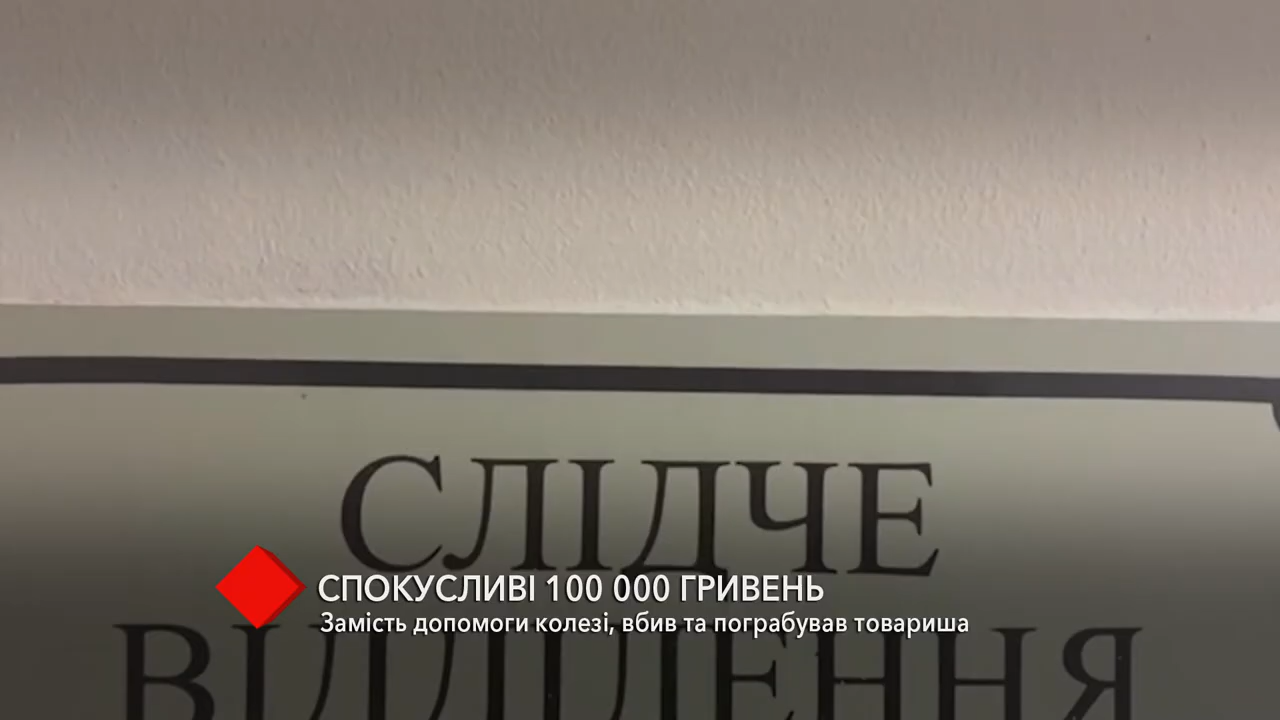 СЛІДЧЕ
СПОКУСЛИВІ 100 000 ГРИВЕНЬ
Замість допомоги колезі, вбив та пограбував товариша
ВІДДІЛЕННЯ